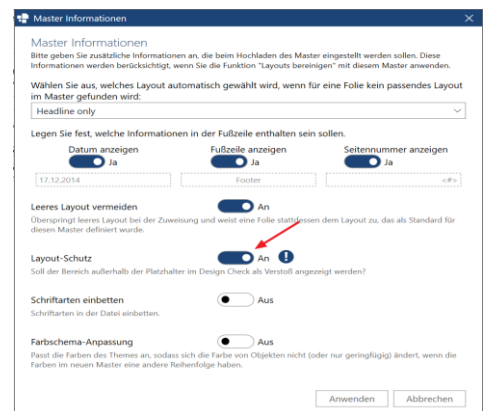 Master Informationen
Master Informationen
Bitte geben Sie zusätzliche Informationen an, die beim Hochladen des Master eingestellt werden sollen. Diese
Informationen werden berücksichtigt, wenn Sie die Funktion "Layouts bereinigen" mit diesem Master anwenden.
Wählen Sie aus, welches Layout automatisch gewählt wird, wenn für eine Folie kein passendes Layout
im Master gefunden wird:
Headline only
Legen Sie fest, welche Informationen in der Fußzeile enthalten sein sollen.
Datum anzeigen Fußzeile anzeigen Seitennummer anzeigen
Ja Ja Ja
17.12.2014 Footer <#>
Leeres Layout vermeiden An
Überspringt leeres Layout bei der Zuweisung und weist eine Folie stattdessen dem Layout zu, das als Standard für
diesen Master definiert wurde.
Layout-Schutz An
Soll der Bereich außerhalb der Platzhalter im Design Check als Verstoß angezeigt werden?
Schriftarten einbetten Aus
Schriftarten in der Datei einbetten.
Farbschema-Anpassung Aus
Passt die Farben des Themes an, sodass sich die Farbe von Objekten nicht (oder nur geringfügig) ändert, wenn die
Farben im neuen Master eine andere Reihenfolge haben.
Anwenden Abbrechen